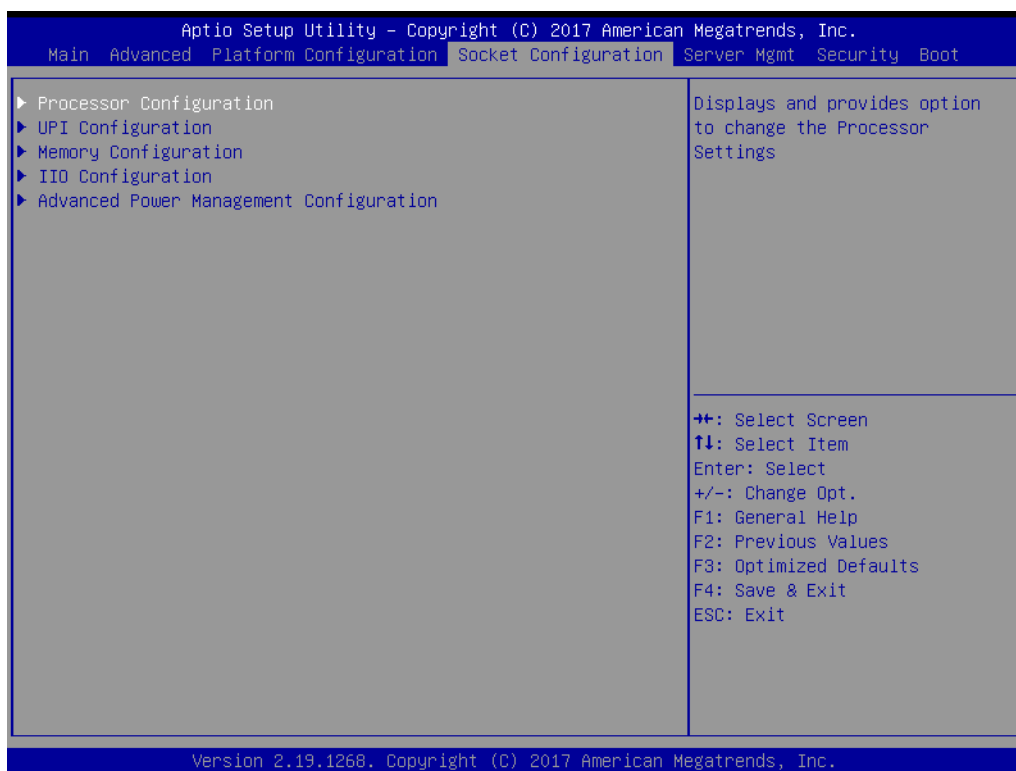 Aptio Setup Utility – Copyright (C) 2017 American Megatrends, Inc.
Main Advanced Platform Configuration Socket Configuration Server Mgmt Security Boot
▶ Processor Configuration
▶ UPI Configuration
▶ Memory Configuration
▶ IIO Configuration
▶ Advanced Power Management Configuration
Displays and provides option
to change the Processor
Settings
→←: Select Screen
↑↓: Select Item
Enter: Select
+/-: Change Opt.
F1: General Help
F2: Previous Values
F3: Optimized Defaults
F4: Save & Exit
ESC: Exit
Version 2.19.1268. Copyright (C) 2017 American Megatrends, Inc.